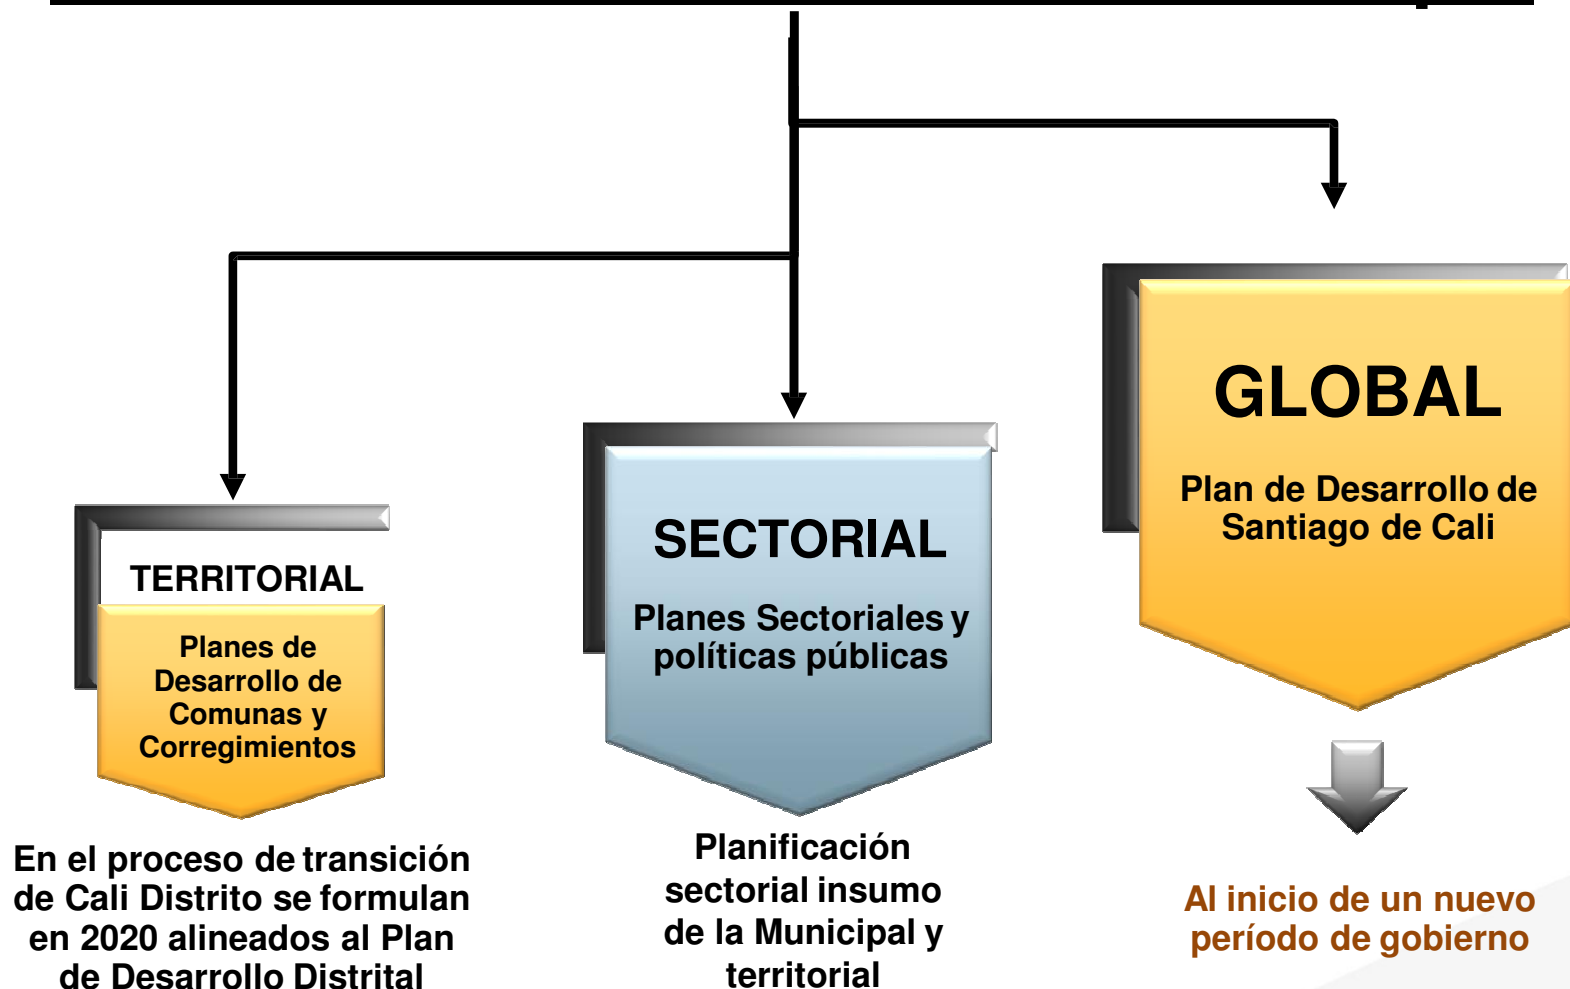 TERRITORIAL
Planes de
Desarrollo de
Comunas y
Corregimientos
En el proceso de transición
de Cali Distrito se formulan
en 2020 alineados al Plan
de Desarrollo Distrital
SECTORIAL
Planes Sectoriales y
políticas públicas
Planificación
sectorial insumo
de la Municipal y
territorial
GLOBAL
Plan de Desarrollo de
Santiago de Cali
Al inicio de un nuevo
período de gobierno